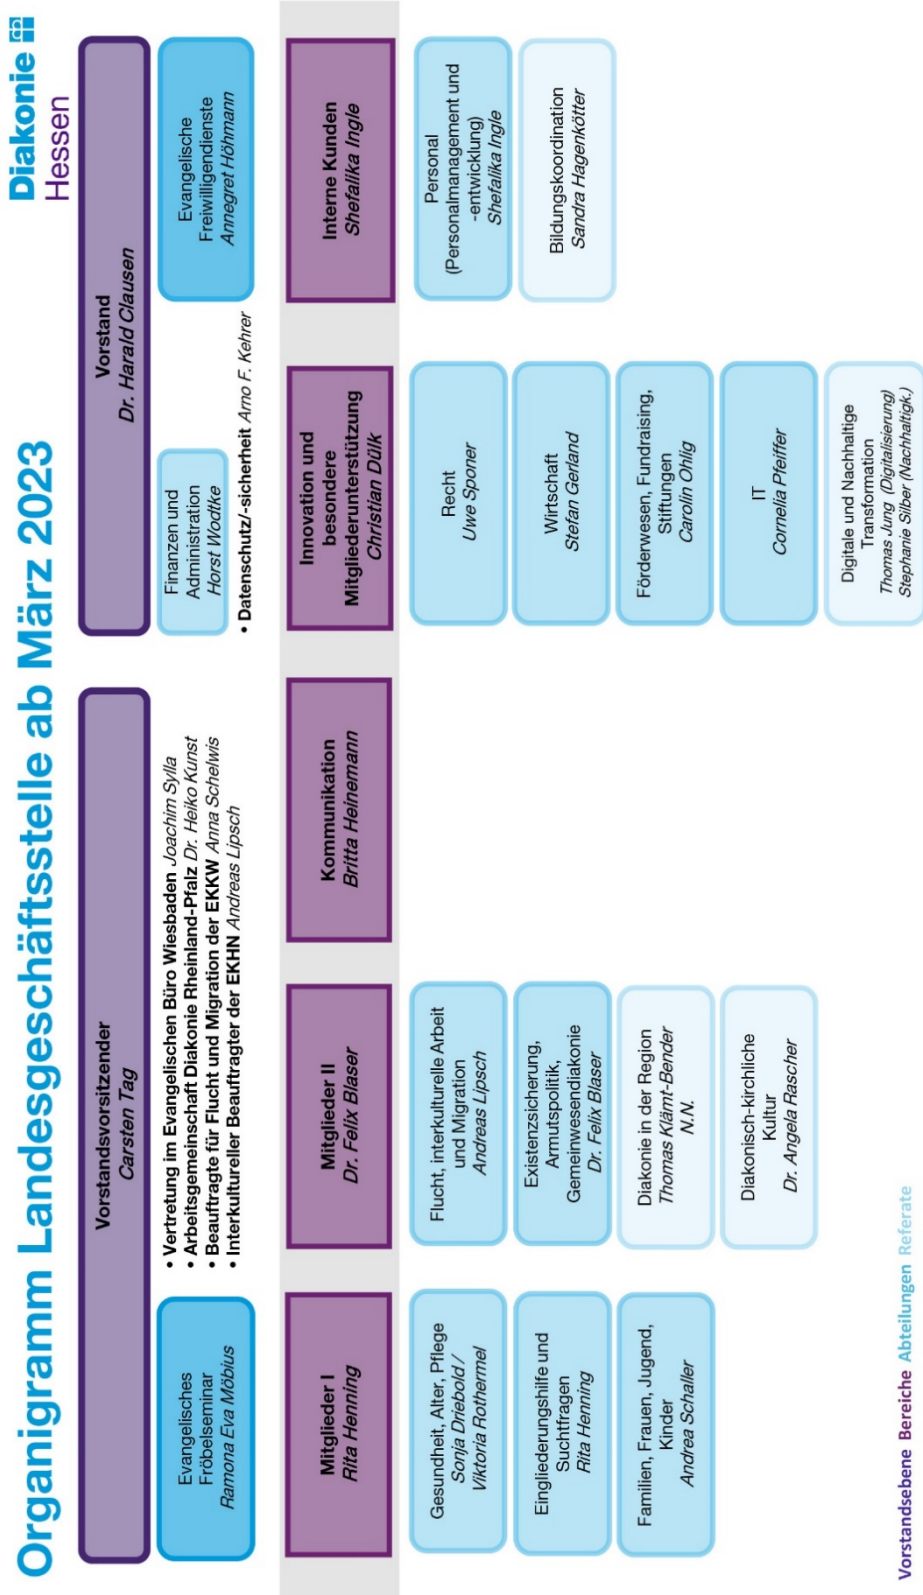 Organigramm Landesgeschäftsstelle ab März 2023
Diakonie
Hessen
Vorstandsvorsitzender
Carsten Tag
Evangelisches
Fröbelseminar
Ramona Eva Möbius
• Vertretung im Evangelischen Büro Wiesbaden Joachim Sylla
• Arbeitsgemeinschaft Diakonie Rheinland-Pfalz Dr. Heiko Kunst
• Beauftragte für Flucht und Migration der EKKW Anna Schelwis
• Interkultureller Beauftragter der EKHN Andreas Lipsch
Vorstand
Dr. Harald Clausen
Finanzen und
Administration
Horst Wodtke
• Datenschutz/-sicherheit Arno F. Kehrer
Evangelische
Freiwilligendienste
Annegret Höhmann
Mitglieder I
Rita Henning
Gesundheit, Alter, Pflege
Sonja Driebold /
Viktoria Rothermel
Eingliederungshilfe und
Suchtfragen
Rita Henning
Familien, Frauen, Jugend,
Kinder
Andrea Schaller
Mitglieder II
Dr. Felix Blaser
Flucht, interkulturelle Arbeit
und Migration
Andreas Lipsch
Existenzsicherung,
Armutspolitik,
Gemeinwesendiakonie
Dr. Felix Blaser
Diakonie in der Region
Thomas Klämt-Bender
N.N.
Diakonisch-kirchliche
Kultur
Dr. Angela Rascher
Kommunikation
Britta Heinemann
Innovation und
besondere
Mitgliederunterstützung
Christian Dülk
Recht
Uwe Sponer
Wirtschaft
Stefan Gerland
Förderwesen, Fundraising,
Stiftungen
Carolin Ohlig
IT
Cornelia Pfeiffer
Digitale und Nachhaltige
Transformation
Thomas Jung (Digitalisierung)
Stephanie Silber (Nachhaltigk.)
Interne Kunden
Shefalika Ingle
Personal
(Personalmanagement und
-entwicklung)
Shefalika Ingle
Bildungskoordination
Sandra Hagenkötter
Vorstandsebene Bereiche Abteilungen Referate